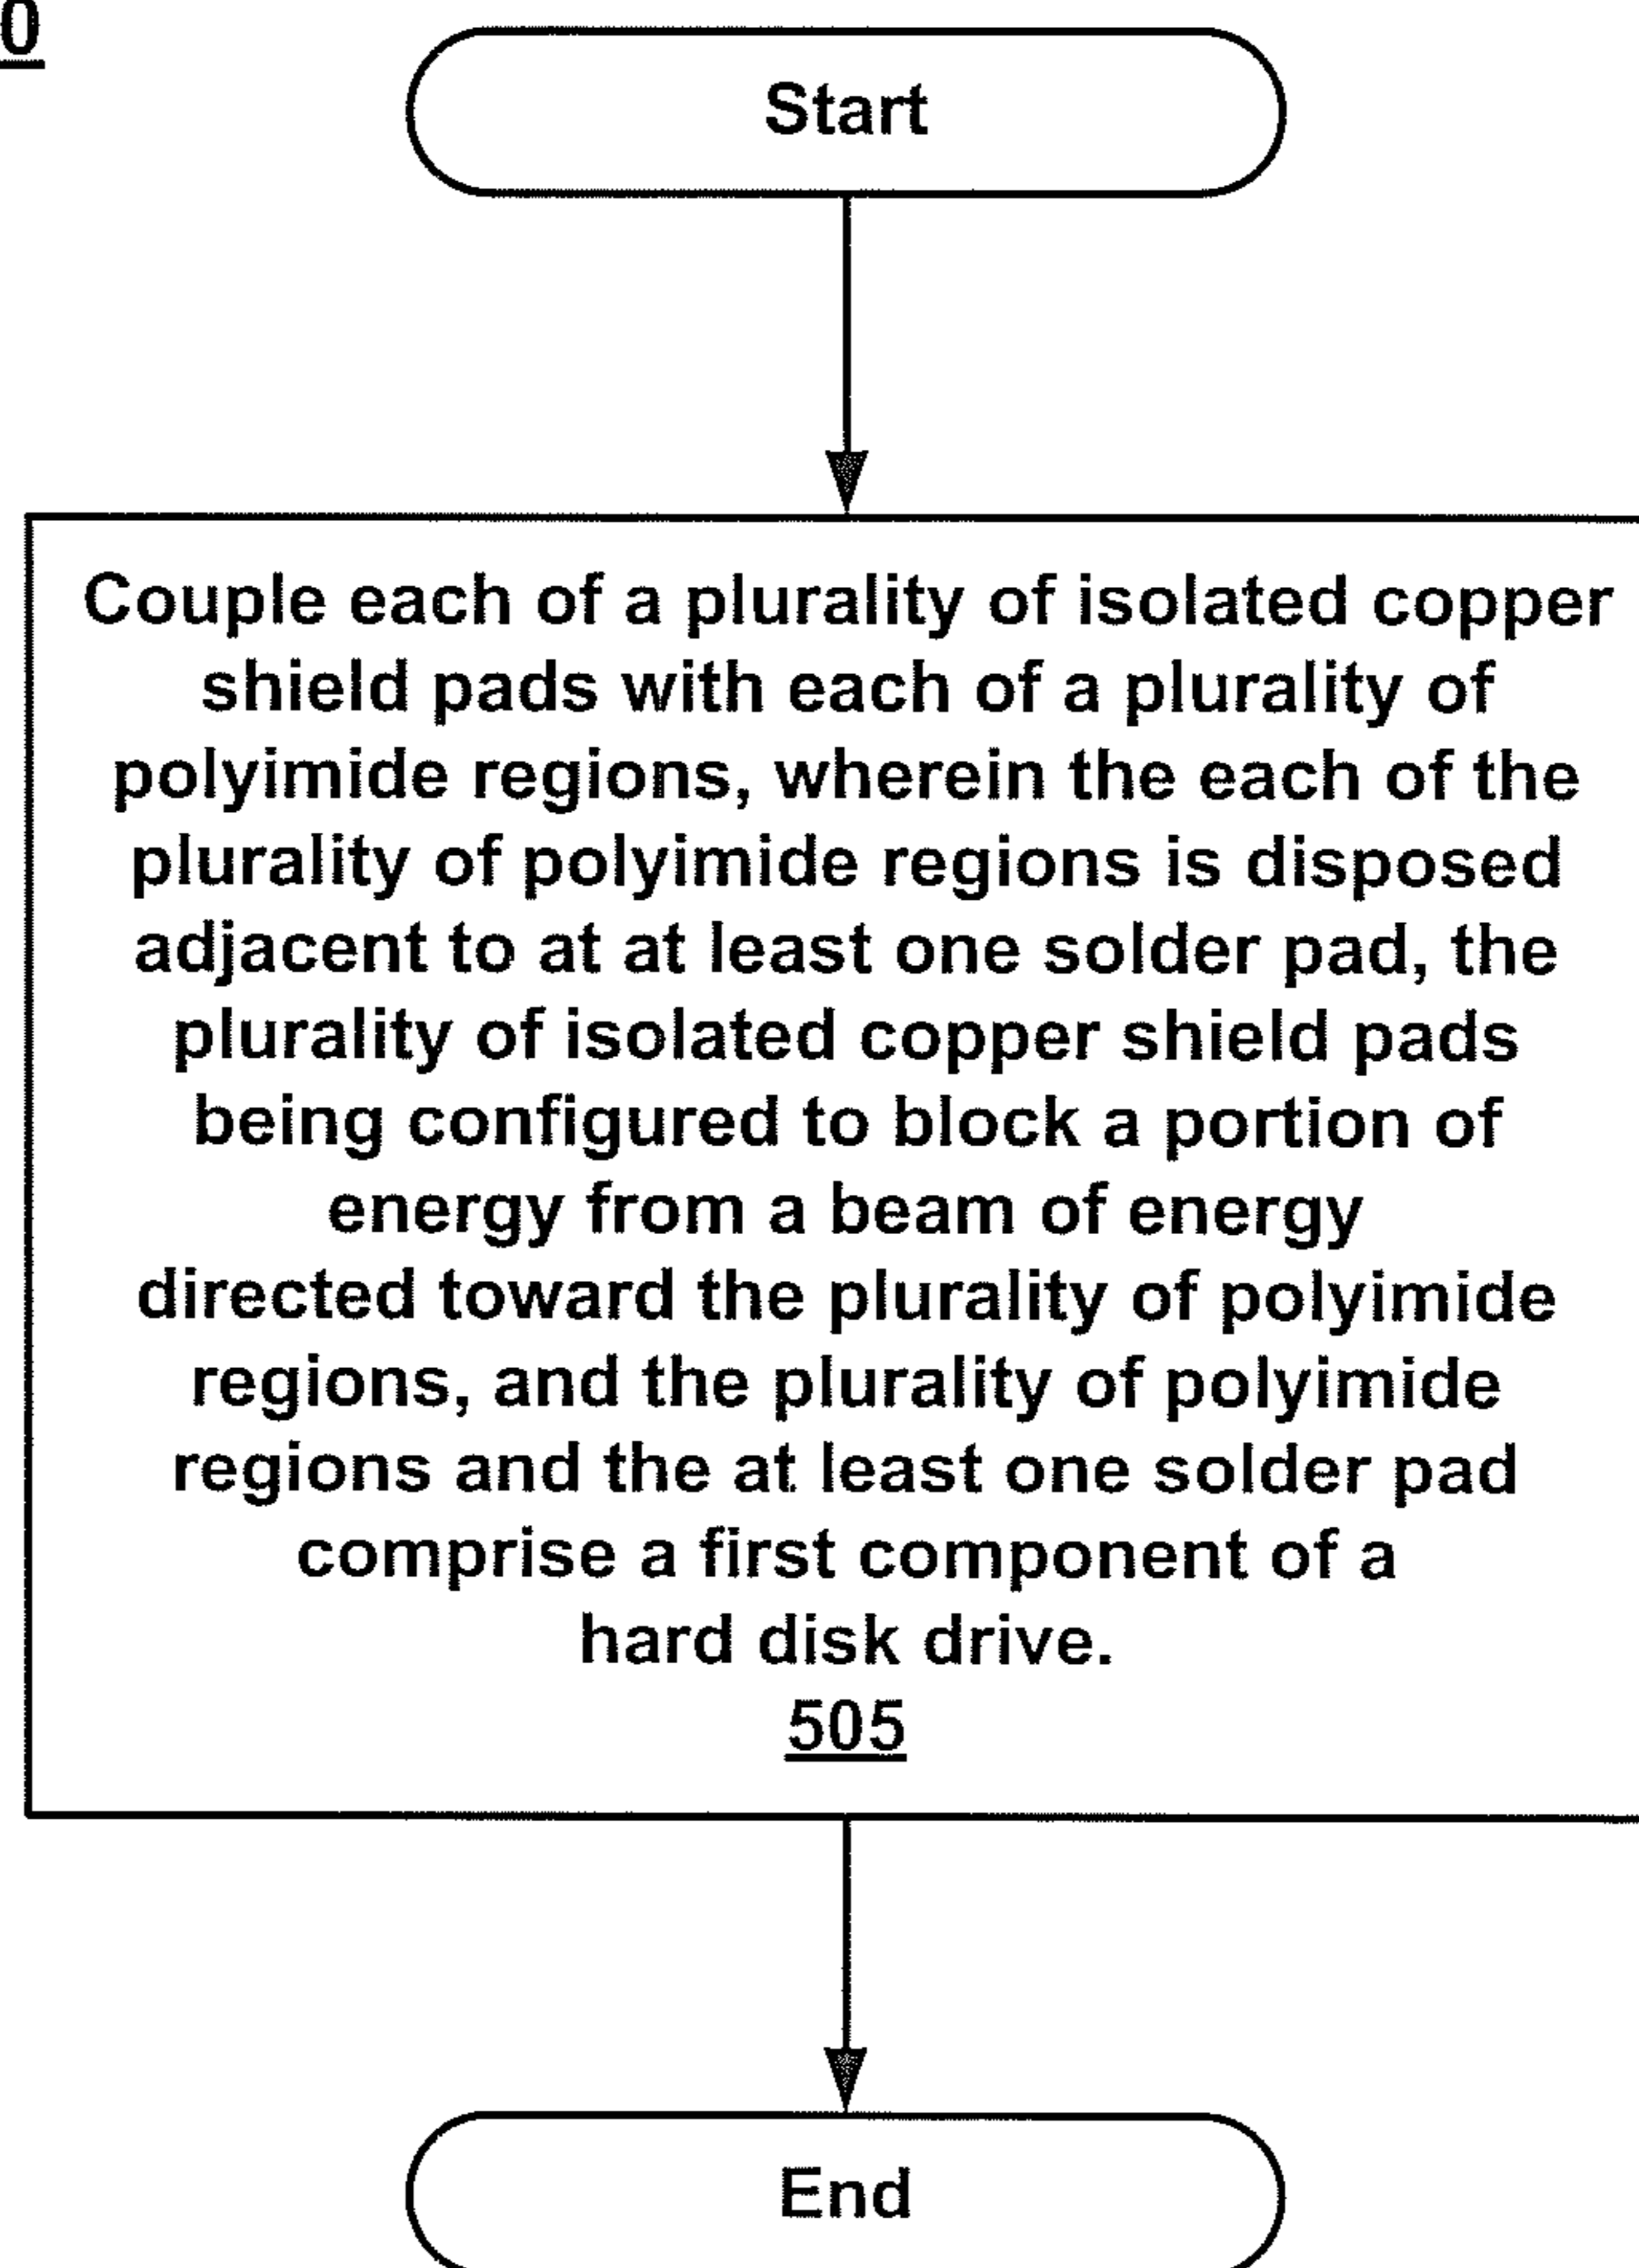 0
Start
Couple each of a plurality of isolated copper
shield pads with each of a plurality of
polyimide regions, wherein the each of the
plurality of polyimide regions is disposed
adjacent to at at least one solder pad, the
plurality of isolated copper shield pads
being configured to block a portion of
energy from a beam of energy
directed toward the plurality of polyimide
regions, and the plurality of polyimide
regions and the at least one solder pad
comprise a first component of a
hard disk drive.
505
End